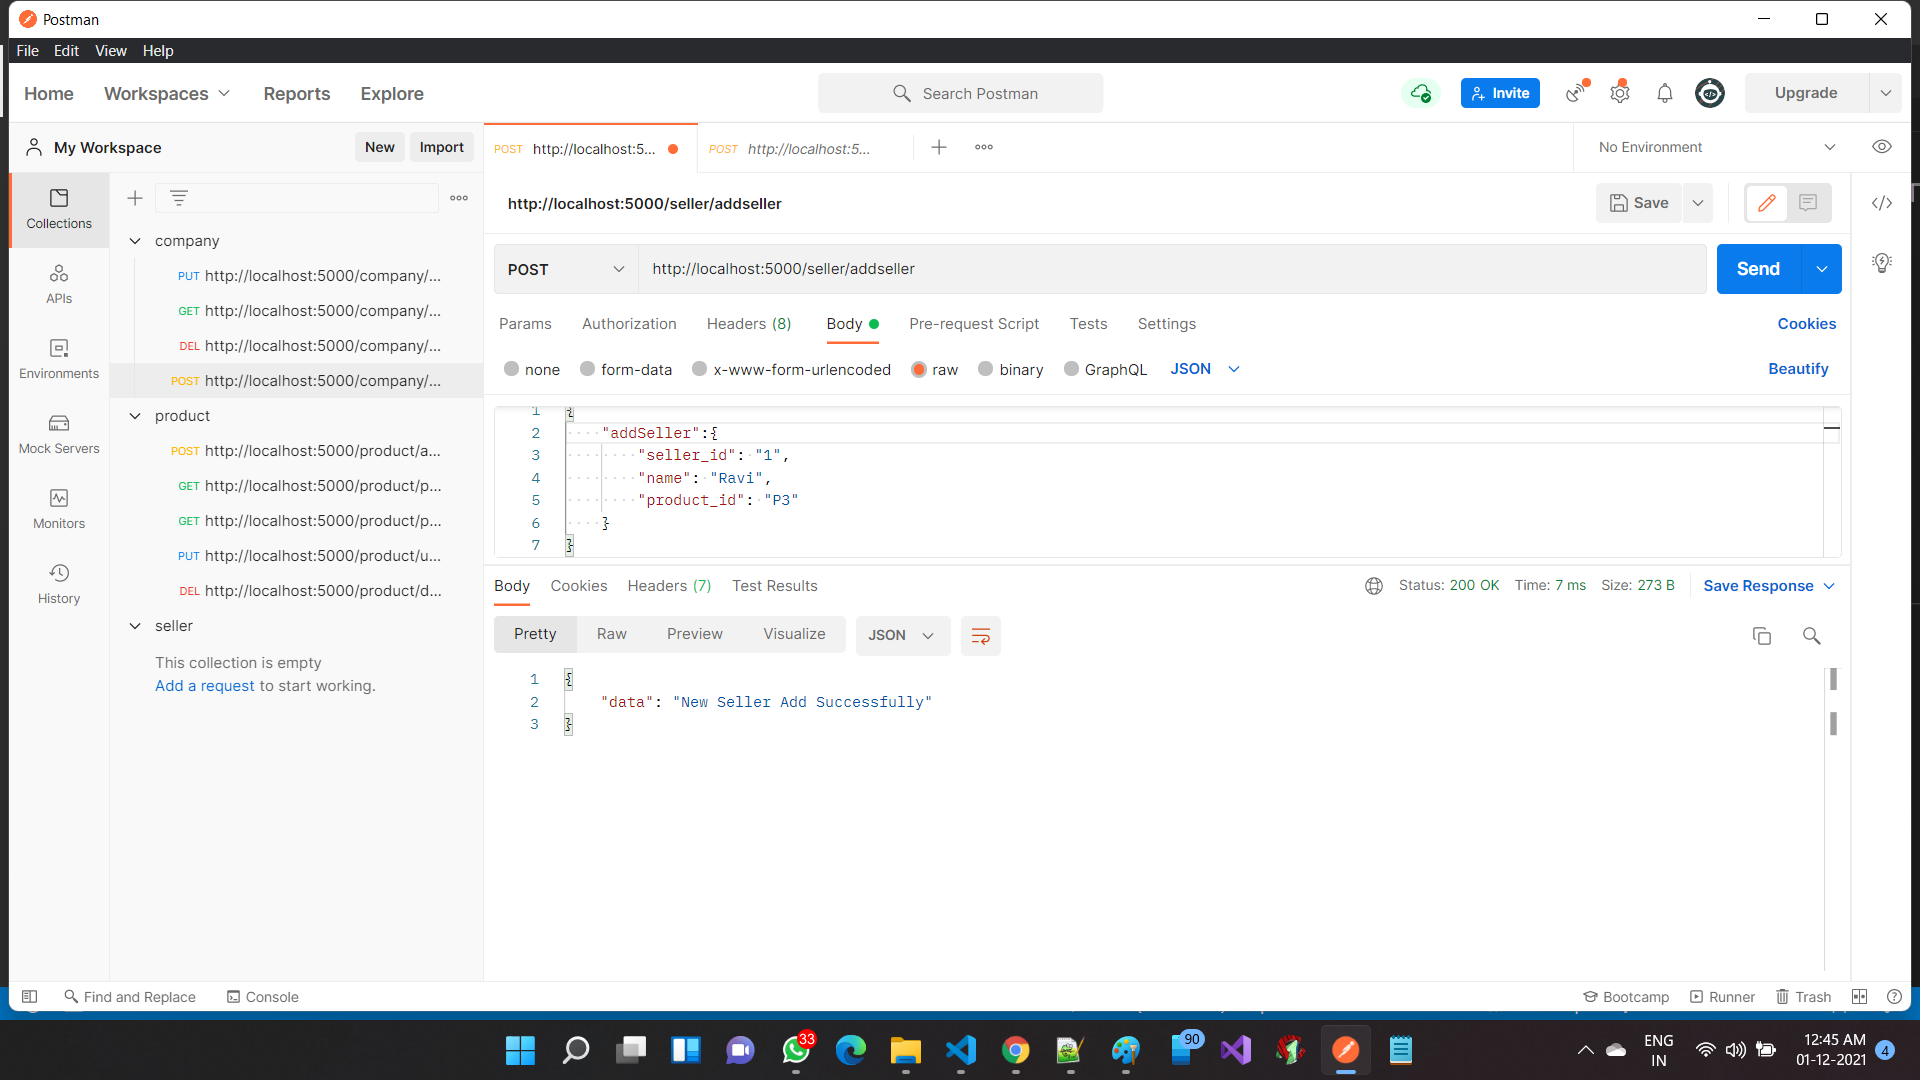 Postman
File Edit View Help
Home Workspaces Reports Explore
Search Postman
Invite
Upgrade
My Workspace New Import
POST http://localhost:5...
POST http://localhost:5...
No Environment
Collections
APIs
Environments
Mock Servers
Monitors
History
company
PUT http://localhost:5000/company/...
GET http://localhost:5000/company/...
DEL http://localhost:5000/company/...
POST http://localhost:5000/company/...
product
POST http://localhost:5000/product/a...
GET http://localhost:5000/product/p...
GET http://localhost:5000/product/p...
PUT http://localhost:5000/product/u...
DEL http://localhost:5000/product/d...
seller
This collection is empty
Add a request to start working.
http://localhost:5000/seller/addseller
Save
POST http://localhost:5000/seller/addseller Send
Params Authorization Headers (8) Body Pre-request Script Tests Settings Cookies
none form-data x-www-form-urlencoded raw binary GraphQL JSON Beautify
1 {
2 "addSeller":{
3 "seller_id": "1",
4 "name": "Ravi",
5 "product_id": "P3"
6 }
7 }
Body Cookies Headers (7) Test Results Status: 200 OK Time: 7 ms Size: 273 B Save Response
Pretty Raw Preview Visualize JSON
1 {
2 "data": "New Seller Add Successfully"
3 }
Find and Replace Console Bootcamp Runner Trash
33
90
ENG
IN
12:45 AM
01-12-2021
4